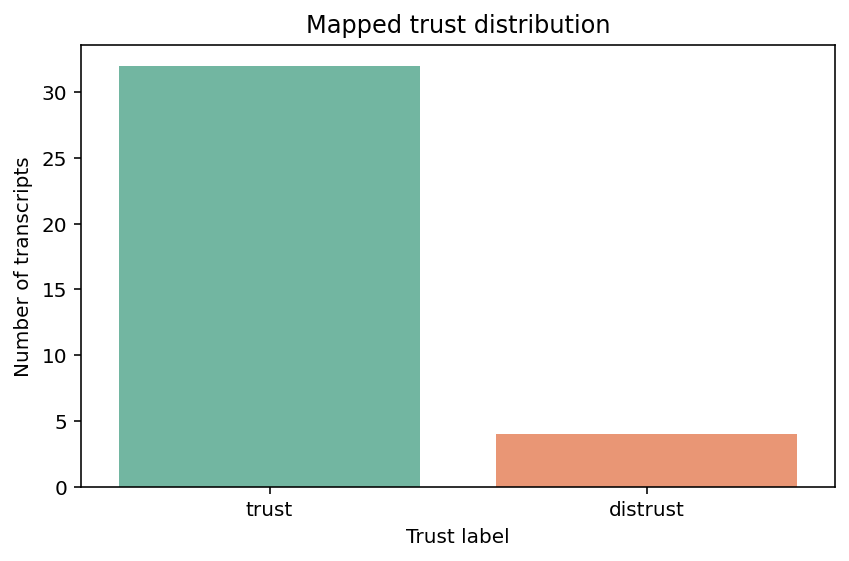 Mapped trust distribution
Number of transcripts
30
25
20
15
10
5
0
trust
distrust
Trust label